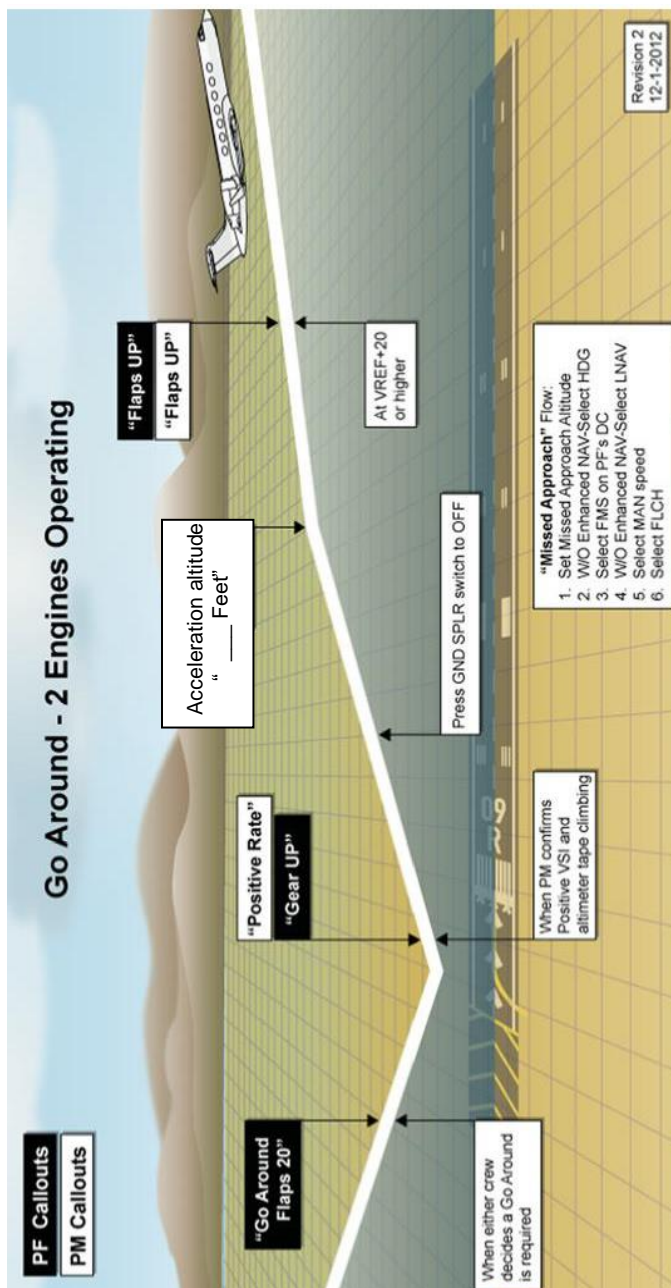 Go Around - 2 Engines Operating
PF Callouts
PM Callouts
“Go Around
Flaps 20”
When either crew
decides a Go Around
is required
“Positive Rate”
“Gear UP”
When PM confirms
Positive VSI and
altimeter tape climbing
Press GND SPLR switch to OFF
Acceleration altitude
“ ____ Feet”
“Flaps UP”
“Flaps UP”
At VREF+20
or higher
“Missed Approach” Flow:
1. Set Missed Approach Altitude
2. W/O Enhanced NAV-Select HDG
3. Select FMS on PF's DC
4. W/O Enhanced NAV-Select LNAV
5. Select MAN speed
6. Select FLCH
09
R
Revision 2
12-1-2012